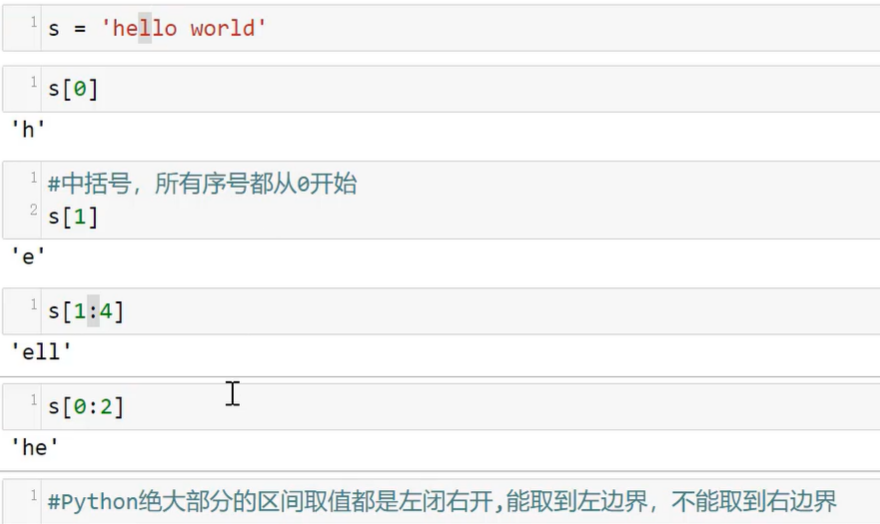 1 s = 'hello world'
1 s[0]
'h'
1 #中括号，所有序号都从0开始
2 s[1]
'e'
1 s[1:4]
'ell'
1 s[0:2]
'he'
1 #Python绝大部分的区间取值都是左闭右开,能取到左边界，不能取到右边界